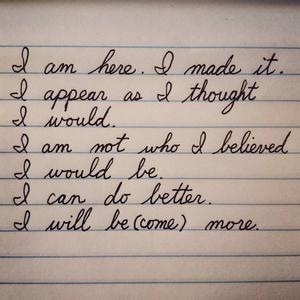 I am here. I made it.
I appear as I thought
I would.
I am not who I believed
I would be.
I can do better.
I will be(come) more.